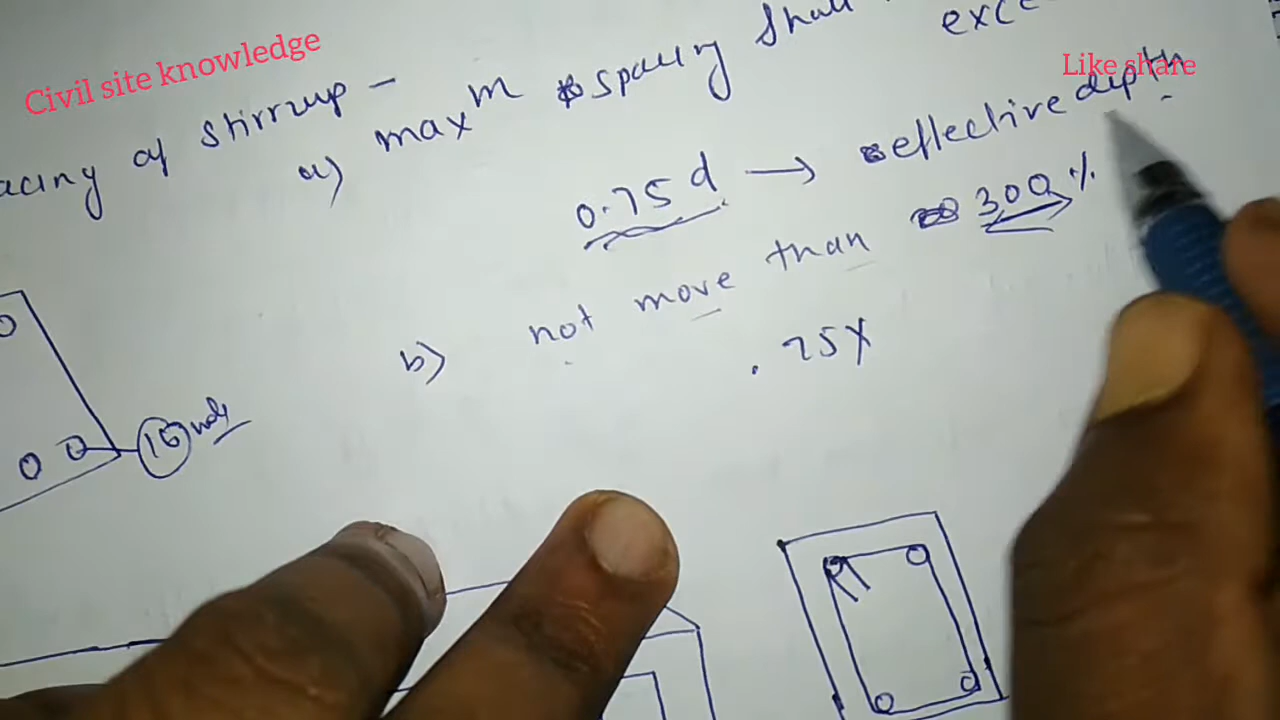 Civil site knowledge
Like share
acing of stirrup -
a) maxm spacing shall exce
0.75 d → effective depth
b) not more than 300 %
.75X
16